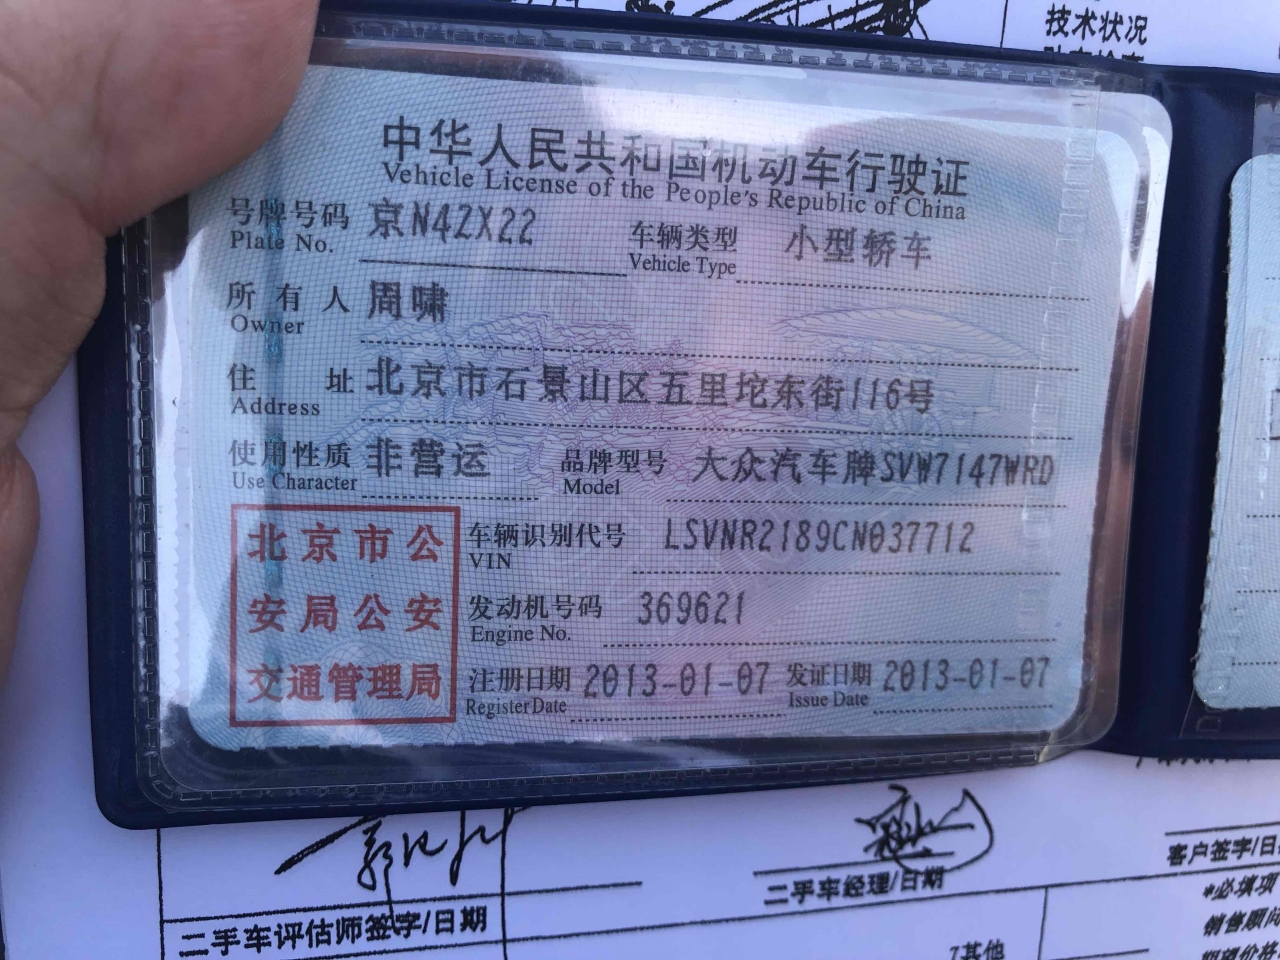 技术状况
中华人民共和国机动车行驶证
Vehicle License of the People's Republic of China
号牌号码 京N4ZX22 车辆类型 小型轿车
Plate No. Vehicle Type
所有人 周啸
Owner
住址 北京市石景山区五里坨东街116号
Address
使用性质 非营运 品牌型号 大众汽车牌SVW7147WRD
Use Character Model
北京市公
安局公安
交通管理局
车辆识别代号 LSVNR2189CN037712
VIN
发动机号码 369621
Engine No.
注册日期 2013-01-07 发证日期 2013-01-07
Register Date Issue Date
二手车评估师签字/日期
二手车经理/日期
客户签字/日
*必填项
销售顾问
7其他
期望价格